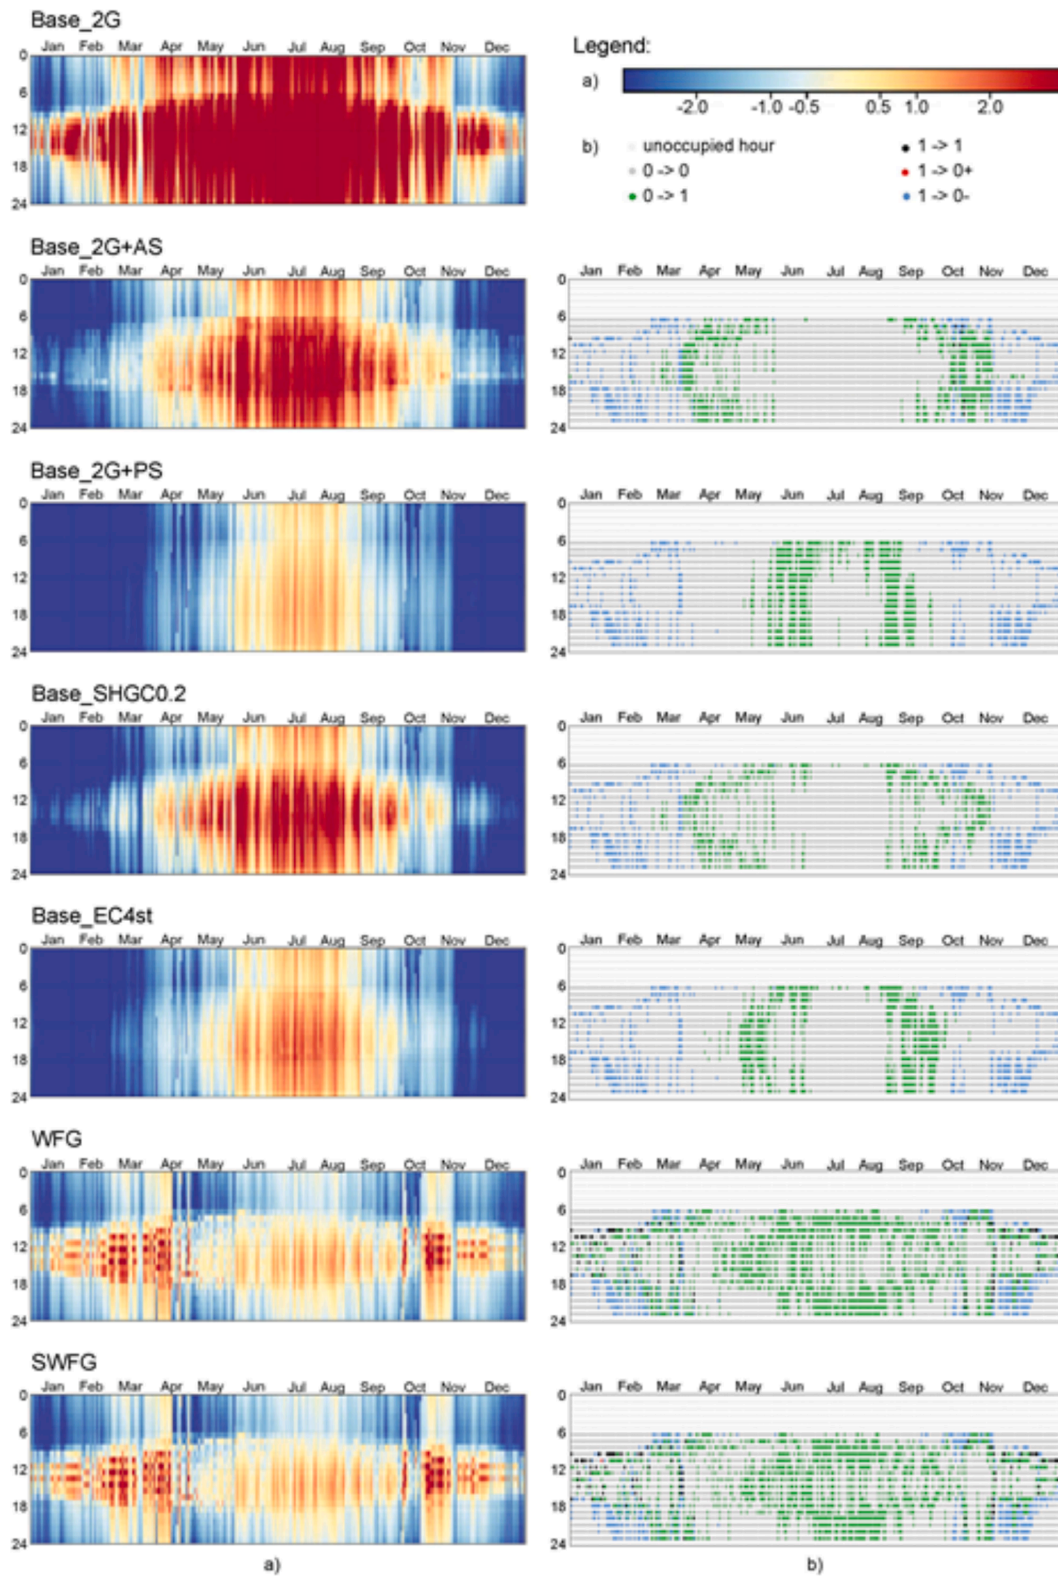 Base_2G
Jan Feb Mar Apr May Jun Jul Aug Sep Oct Nov Dec
0
6
12
18
24
Legend:
a)
-2.0 -1.0 -0.5 0.5 1.0 2.0
b) unoccupied hour 1 -> 1
0 -> 0 1 -> 0+
0 -> 1 1 -> 0-
Base_2G+AS
Jan Feb Mar Apr May Jun Jul Aug Sep Oct Nov Dec Jan Feb Mar Apr May Jun Jul Aug Sep Oct Nov Dec
0 0
6 6
12 12
18 18
24 24
Base_2G+PS
Jan Feb Mar Apr May Jun Jul Aug Sep Oct Nov Dec Jan Feb Mar Apr May Jun Jul Aug Sep Oct Nov Dec
0 0
6 6
12 12
18 18
24 24
Base_SHGC0.2
Jan Feb Mar Apr May Jun Jul Aug Sep Oct Nov Dec Jan Feb Mar Apr May Jun Jul Aug Sep Oct Nov Dec
0 0
6 6
12 12
18 18
24 24
Base_EC4st
Jan Feb Mar Apr May Jun Jul Aug Sep Oct Nov Dec Jan Feb Mar Apr May Jun Jul Aug Sep Oct Nov Dec
0 0
6 6
12 12
18 18
24 24
WFG
Jan Feb Mar Apr May Jun Jul Aug Sep Oct Nov Dec Jan Feb Mar Apr May Jun Jul Aug Sep Oct Nov Dec
0 0
6 6
12 12
18 18
24 24
SWFG
Jan Feb Mar Apr May Jun Jul Aug Sep Oct Nov Dec Jan Feb Mar Apr May Jun Jul Aug Sep Oct Nov Dec
0 0
6 6
12 12
18 18
24 24
a) b)